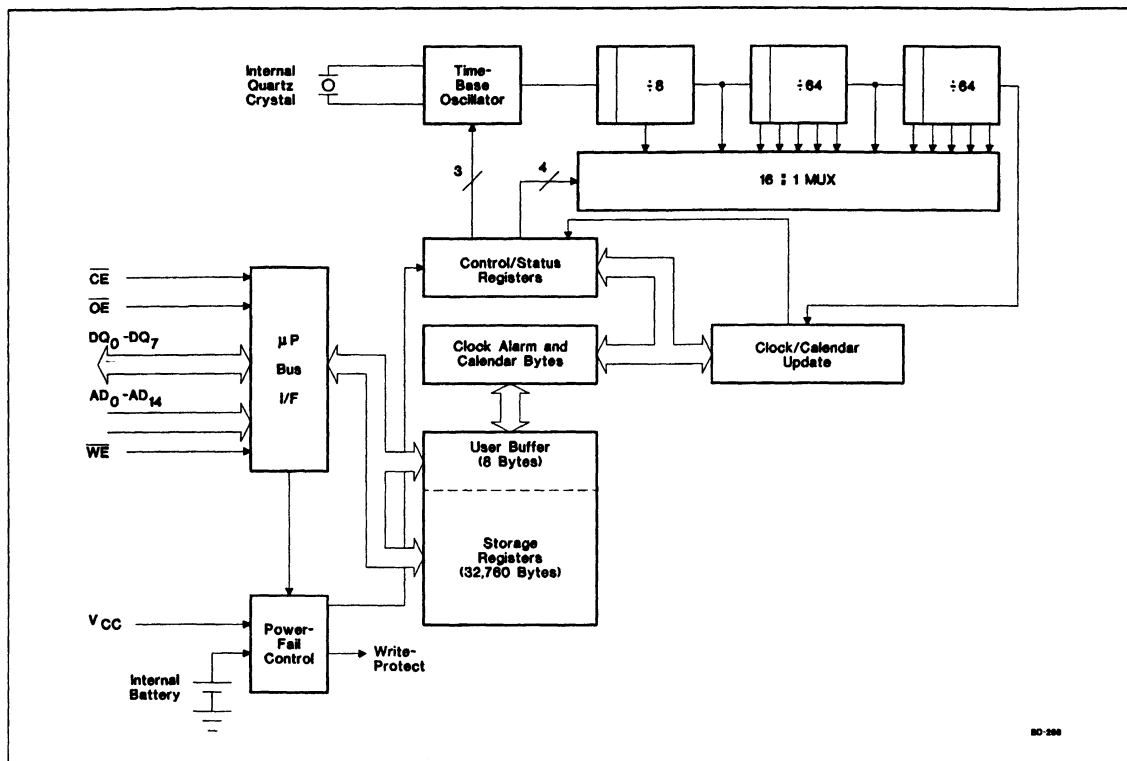 Internal
Quartz
Crystal
Time-
Base
Oscillator
÷8
÷64
÷64
3
4
16 : 1 MUX
Control/Status
Registers
CE
OE
DQ0 -DQ7
AD0 -AD14
WE
µP
Bus
I/F
Clock Alarm and
Calendar Bytes
Clock/Calendar
Update
User Buffer
(8 Bytes)
Storage
Registers
(32,760 Bytes)
VCC
Power-
Fail
Control
Write-
Protect
Internal
Battery